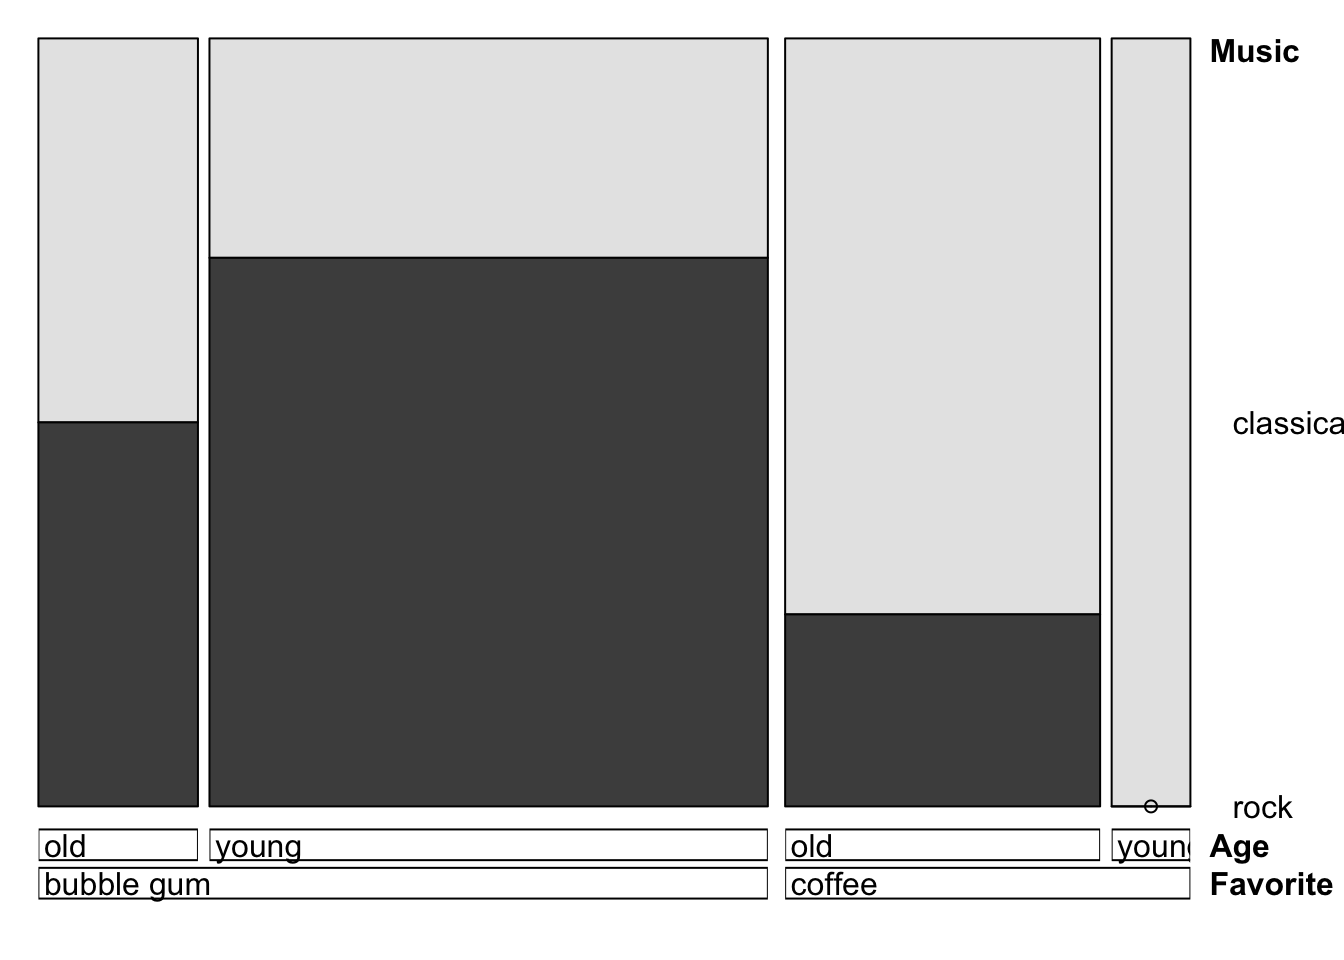 Music
classica
rock
old young old youn Age
bubble gum coffee Favorite